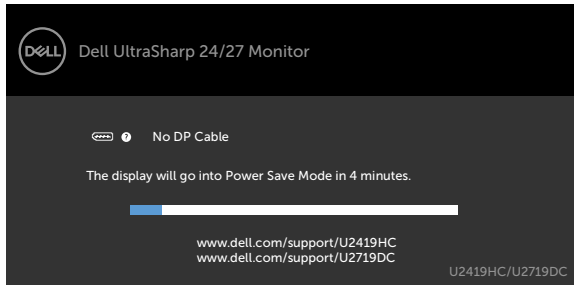 DELL
Dell UltraSharp 24/27 Monitor
? No DP Cable
The display will go into Power Save Mode in 4 minutes.
www.dell.com/support/U2419HC
www.dell.com/support/U2719DC
U2419HC/U2719DC